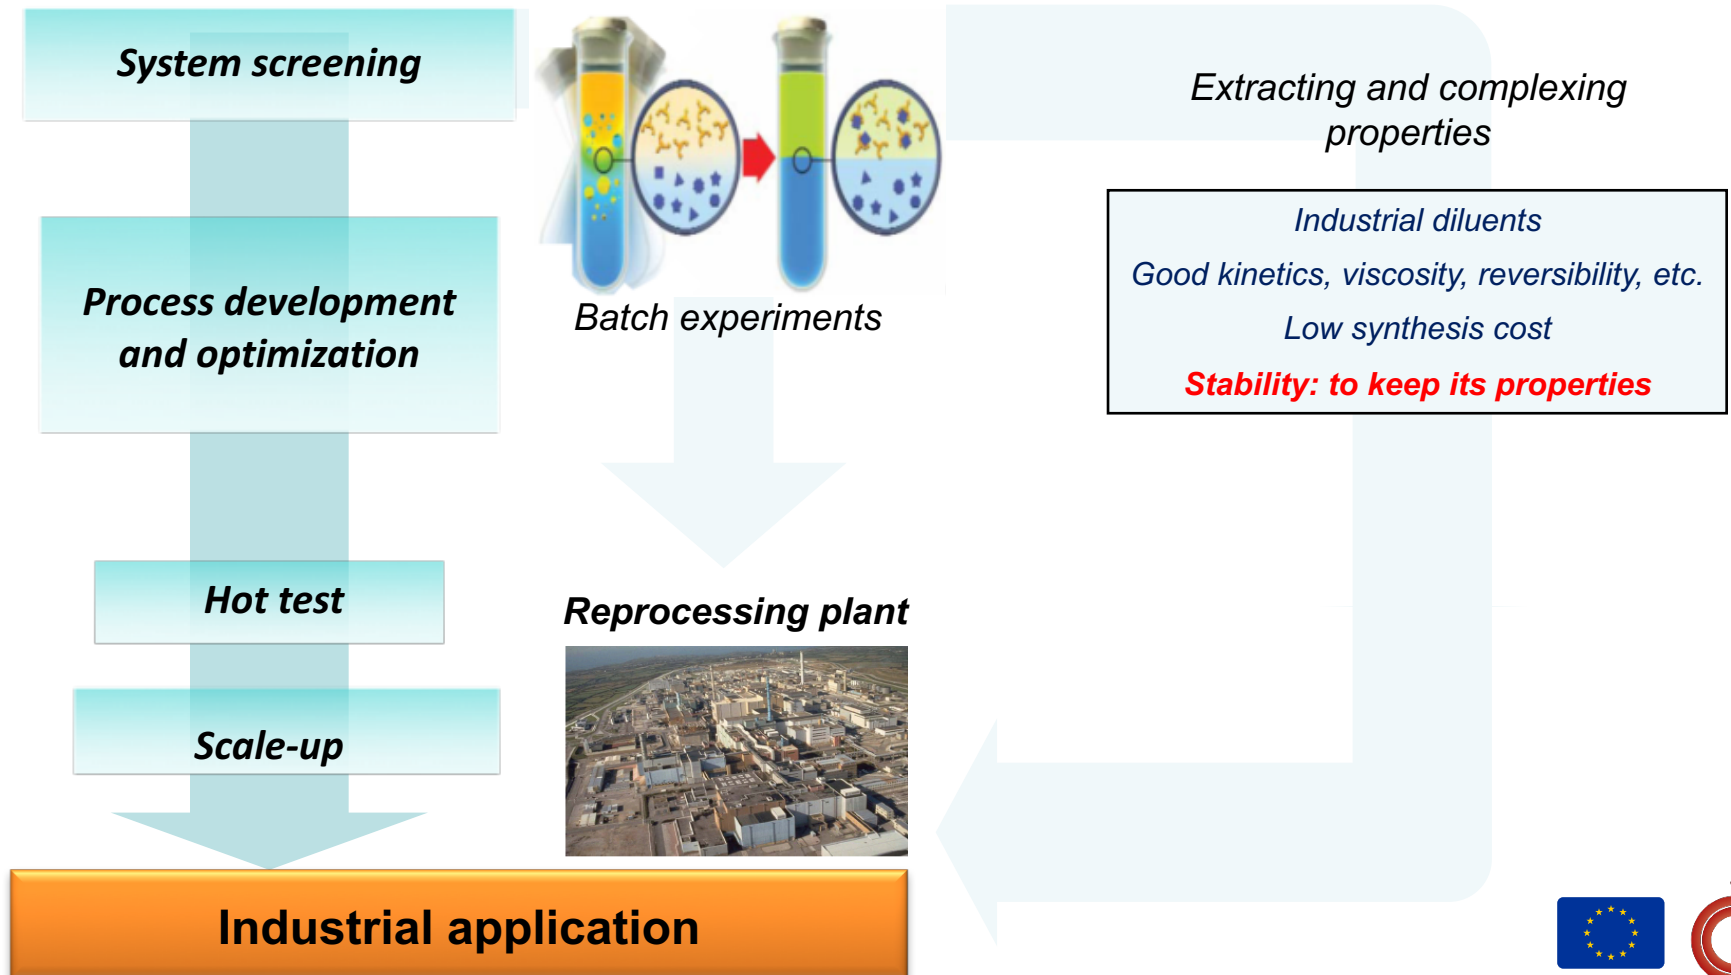 System screening
Process development
and optimization
Hot test
Scale-up
Industrial application
Batch experiments
Reprocessing plant
Extracting and complexing
properties
Industrial diluents
Good kinetics, viscosity, reversibility, etc.
Low synthesis cost
Stability: to keep its properties